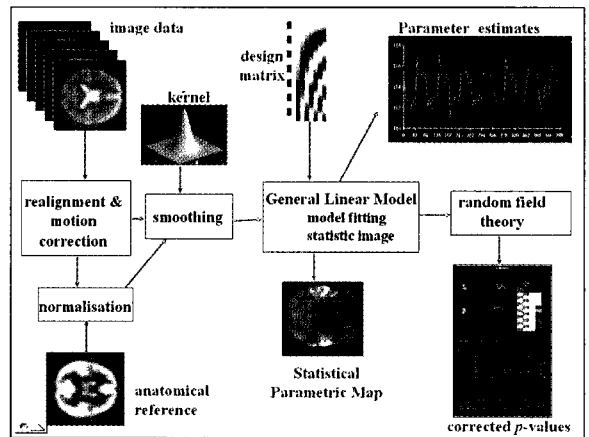 image data
kernel
design
matrix
Parameter estimates
realignment &
motion
correction
smoothing
General Linear Model
model fitting
statistic image
random field
theory
normalisation
anatomical
reference
Statistical
Parametric Map
corrected p-values